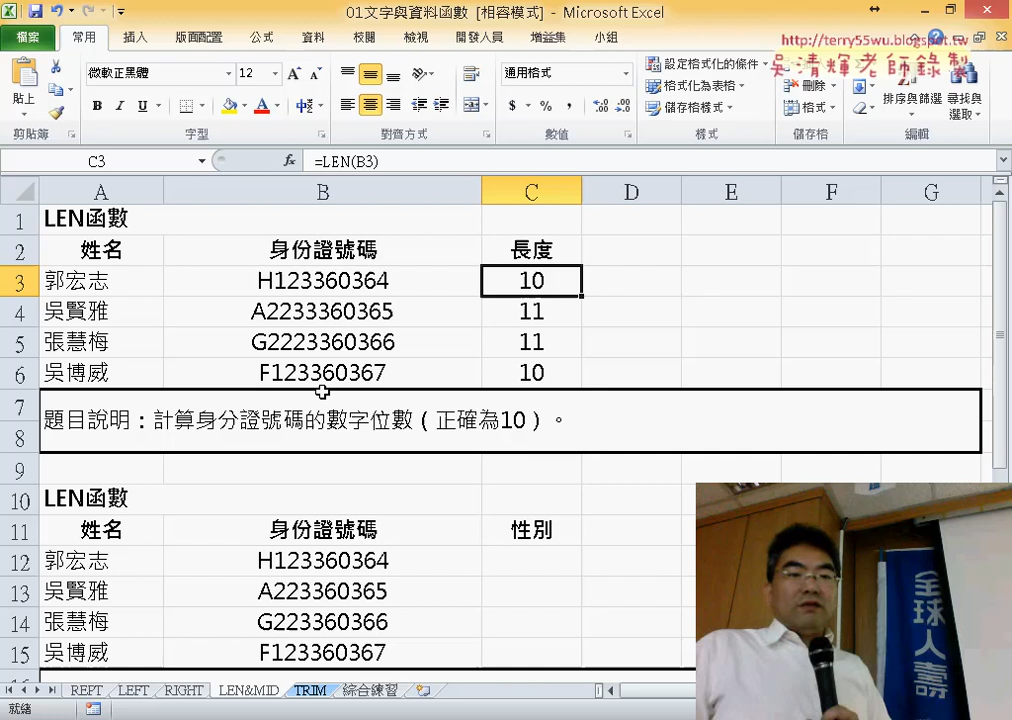 01文字與資料函數 [相容模式] - Microsoft Excel
檔案 常用 插入 版面配置 公式 資料 校閱 檢視 開發人員 增益集 小組
http://terry55wu.blogspot.tw
吳清輝老師錄製
貼上 微軟正黑體 12 通用格式 設定格式化的條件 格式化為表格 儲存格樣式 刪除 格式 排序與篩選 尋找與選取
剪貼簿 字型 對齊方式 數值 樣式 儲存格 編輯
C3 fx =LEN(B3)
A B C D E F G
1 LEN函數
2 姓名 身份證號碼 長度
3 郭宏志 H123360364 10
4 吳賢雅 A2233360365 11
5 張慧梅 G2223360366 11
6 吳博威 F123360367 10
7 題目說明：計算身分證號碼的數字位數（正確為10）。
8
9
10 LEN函數
11 姓名 身份證號碼 性別
12 郭宏志 H123360364
13 吳賢雅 A223360365
14 張慧梅 G223360366
15 吳博威 F123360367
REPT LEFT RIGHT LEN&MID TRIM 綜合練習
就緒
全球人壽